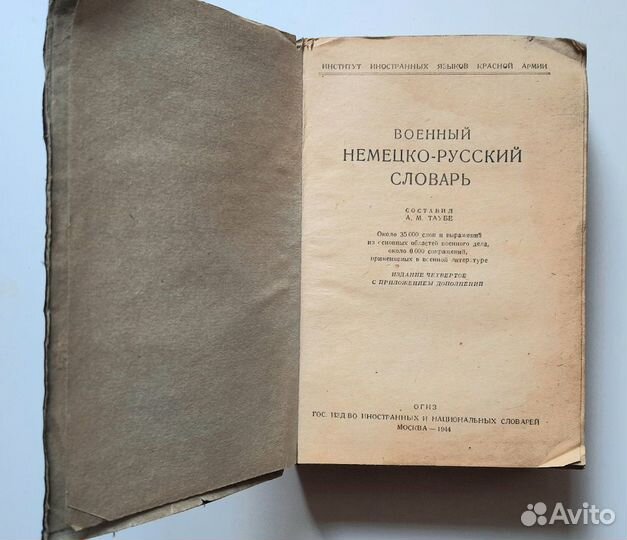 ИНСТИТУТ ИНОСТРАННЫХ ЯЗЫКОВ КРАСНОЙ АРМИИ
ВОЕННЫЙ
НЕМЕЦКО-РУССКИЙ
СЛОВАРЬ
СОСТАВИЛ
А. М. ТАУБЕ
Около 35 000 слов и выражений
из основных областей военного дела,
около 6 000 сокращений,
применяемых в военной литературе
ИЗДАНИЕ ЧЕТВЕРТОЕ
С ПРИЛОЖЕНИЕМ ДОПОЛНЕНИЙ
ОГИЗ
ГОС. ИЗД-ВО ИНОСТРАННЫХ И НАЦИОНАЛЬНЫХ СЛОВАРЕЙ
МОСКВА — 1944
Avito